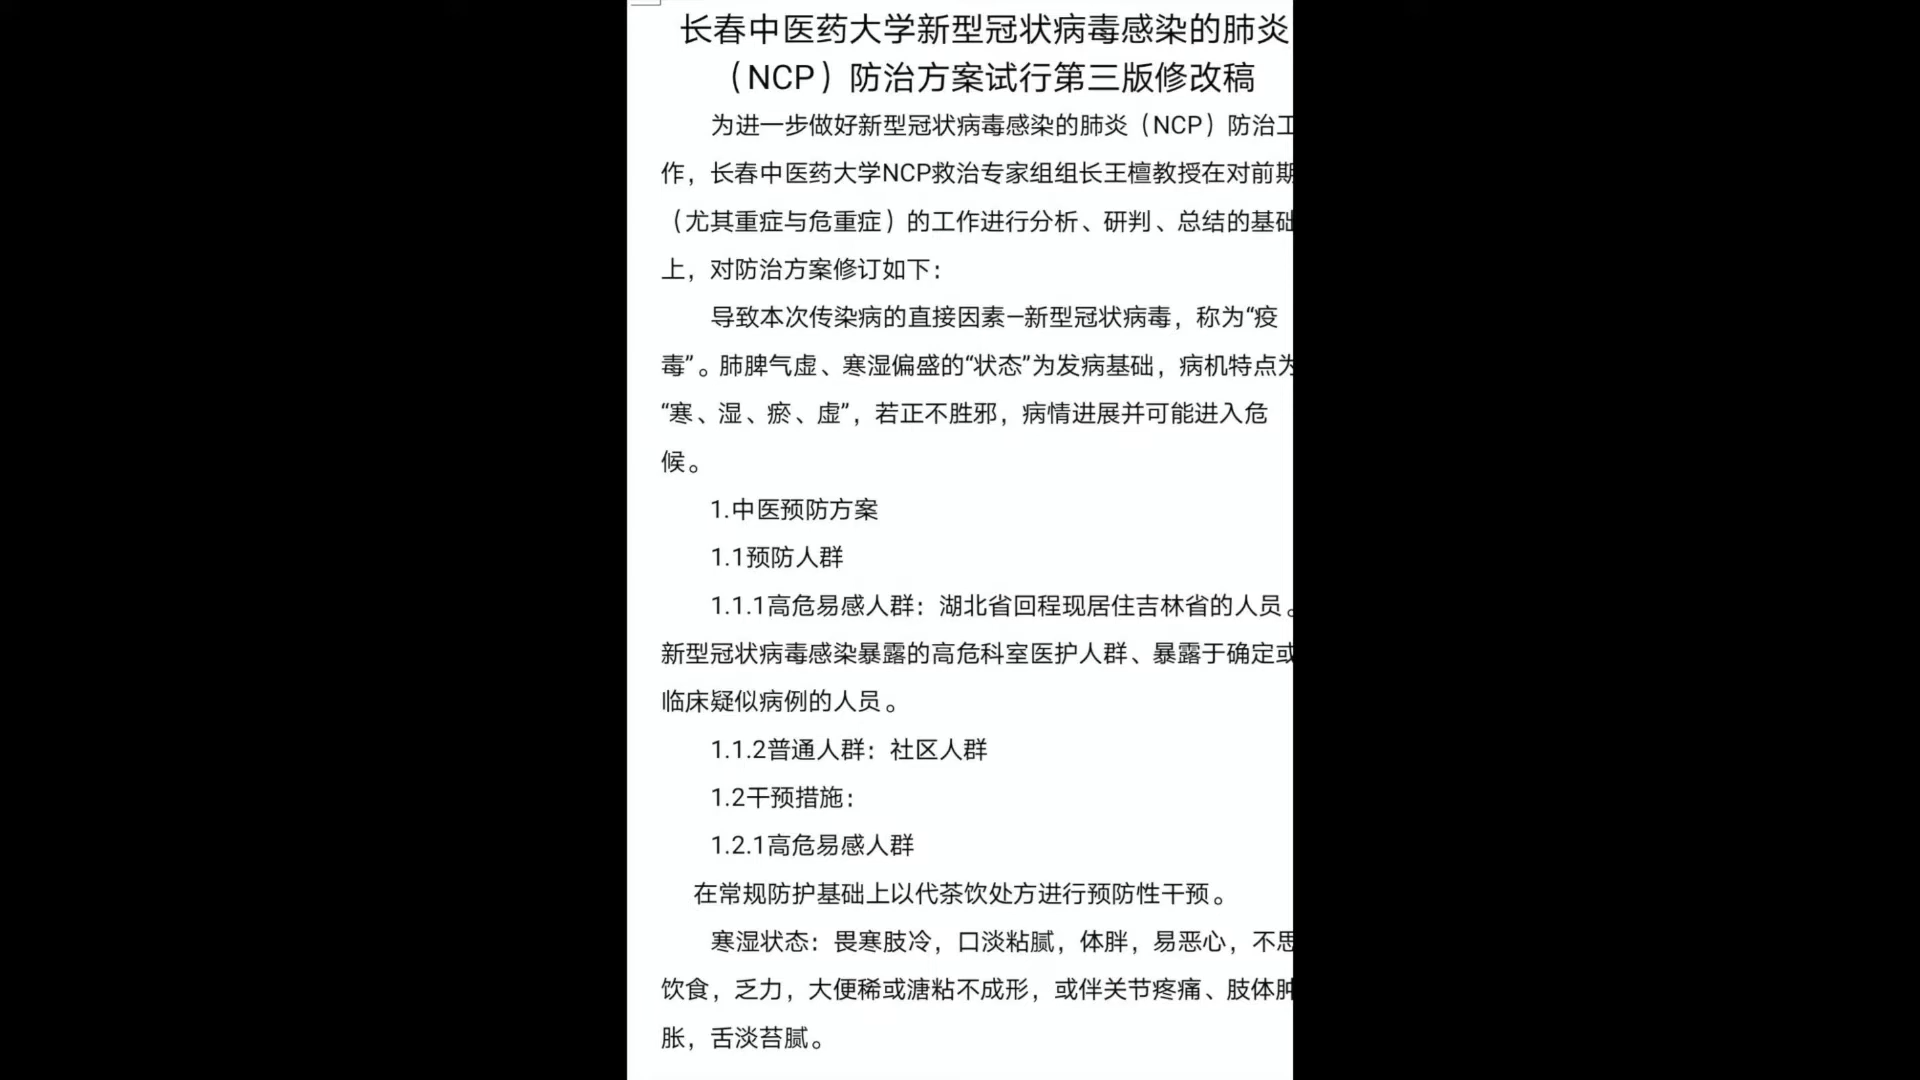 长春中医药大学新型冠状病毒感染的肺炎
（NCP）防治方案试行第三版修改稿
为进一步做好新型冠状病毒感染的肺炎（NCP）防治工
作，长春中医药大学NCP救治专家组组长王檀教授在对前期
（尤其重症与危重症）的工作进行分析、研判、总结的基础
上，对防治方案修订如下：
导致本次传染病的直接因素—新型冠状病毒，称为“疫
毒”。肺脾气虚、寒湿偏盛的“状态”为发病基础，病机特点为
“寒、湿、瘀、虚”，若正不胜邪，病情进展并可能进入危
候。
1.中医预防方案
1.1预防人群
1.1.1高危易感人群：湖北省回程现居住吉林省的人员。
新型冠状病毒感染暴露的高危科室医护人群、暴露于确定或
临床疑似病例的人员。
1.1.2普通人群：社区人群
1.2干预措施：
1.2.1高危易感人群
在常规防护基础上以代茶饮处方进行预防性干预。
寒湿状态：畏寒肢冷，口淡粘腻，体胖，易恶心，不思
饮食，乏力，大便稀或溏粘不成形，或伴关节疼痛、肢体肿
胀，舌淡苔腻。